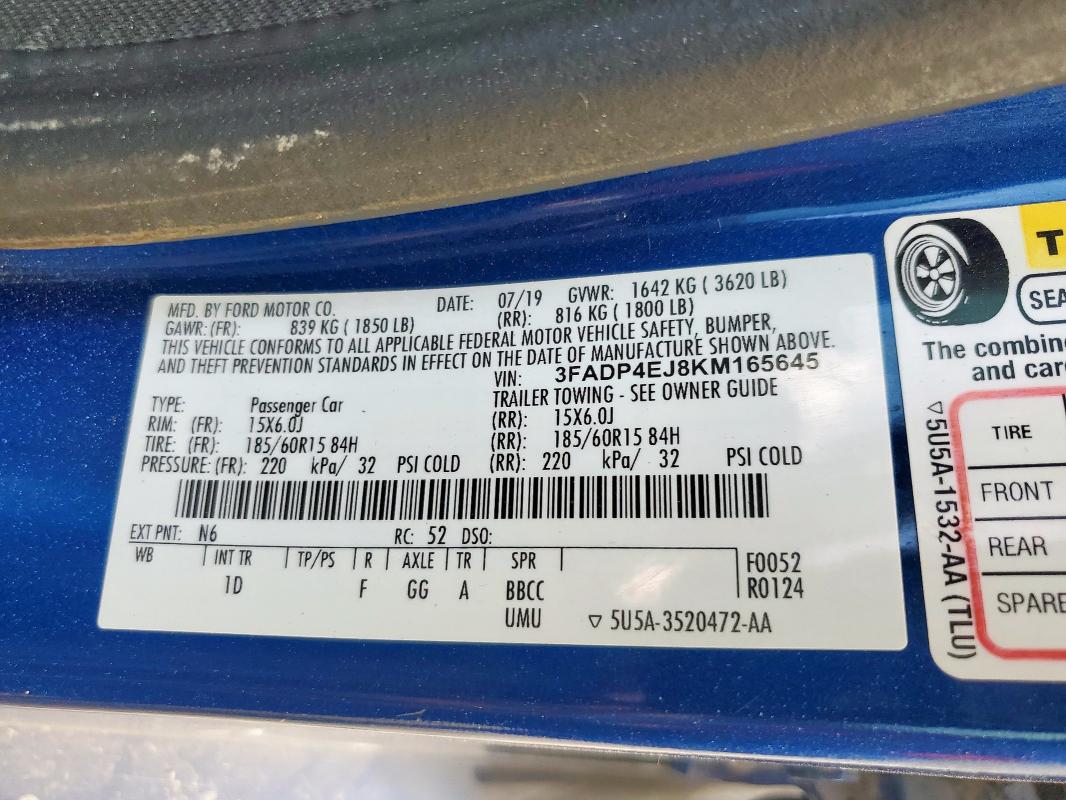 MFD. BY FORD MOTOR CO. DATE: 07/19 GVWR: 1642 KG ( 3620 LB)
GAWR: (FR): 839 KG ( 1850 LB) (RR): 816 KG ( 1800 LB)
THIS VEHICLE CONFORMS TO ALL APPLICABLE FEDERAL MOTOR VEHICLE SAFETY, BUMPER,
AND THEFT PREVENTION STANDARDS IN EFFECT ON THE DATE OF MANUFACTURE SHOWN ABOVE.
VIN: 3FADP4EJ8KM165645
TRAILER TOWING - SEE OWNER GUIDE
TYPE: Passenger Car
RIM: (FR): 15X6.0J (RR): 15X6.0J
TIRE: (FR): 185/60R15 84H (RR): 185/60R15 84H
PRESSURE: (FR): 220 kPa/ 32 PSI COLD (RR): 220 kPa/ 32 PSI COLD
EXT PNT: N6 RC: 52 DSO:
WB INT TR TP/PS R AXLE TR SPR F0052
1D F GG A BBCC R0124
UMU ▽ 5U5A-3520472-AA
T
SEA
The combin
and car
TIRE
FRONT
REAR
SPARE
▽5U5A-1532-AA (TLU)